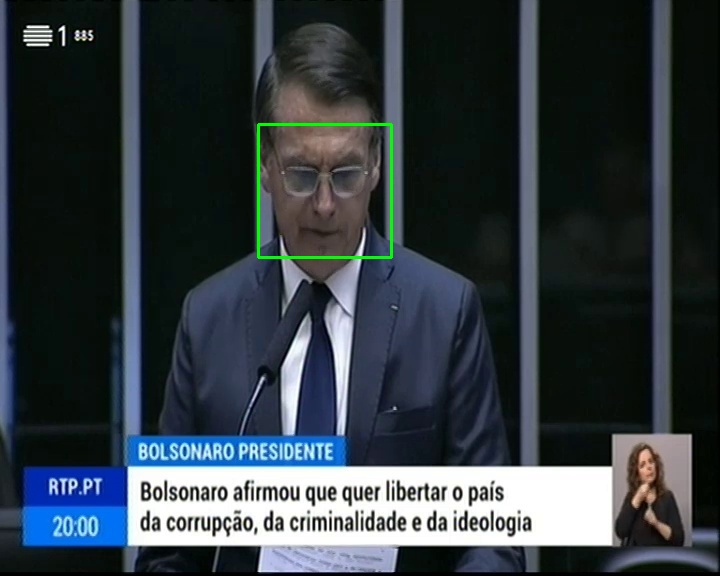 1 885
BOLSONARO PRESIDENTE
RTP.PT
Bolsonaro afirmou que quer libertar o país
20:00
da corrupção, da criminalidade e da ideologia